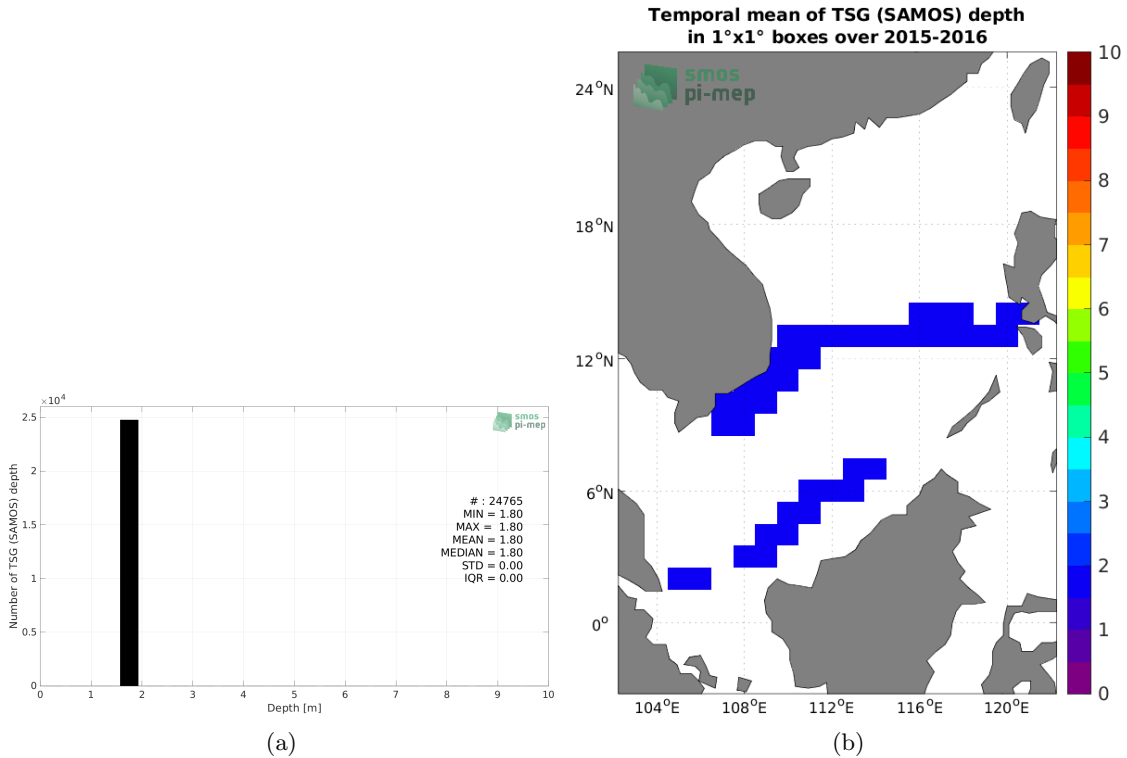 ×10⁴
2.5
2
1.5
1
0.5
0
0 1 2 3 4 5 6 7 8 9 10
Number of TSG (SAMOS) depth
Depth [m]
smos
pi-mep
# : 24765
MIN = 1.80
MAX = 1.80
MEAN = 1.80
MEDIAN = 1.80
STD = 0.00
IQR = 0.00
(a)
Temporal mean of TSG (SAMOS) depth
in 1°x1° boxes over 2015-2016
smos
pi-mep
24°N
18°N
12°N
6°N
0°
104°E 108°E 112°E 116°E 120°E
10
9
8
7
6
5
4
3
2
1
0
(b)